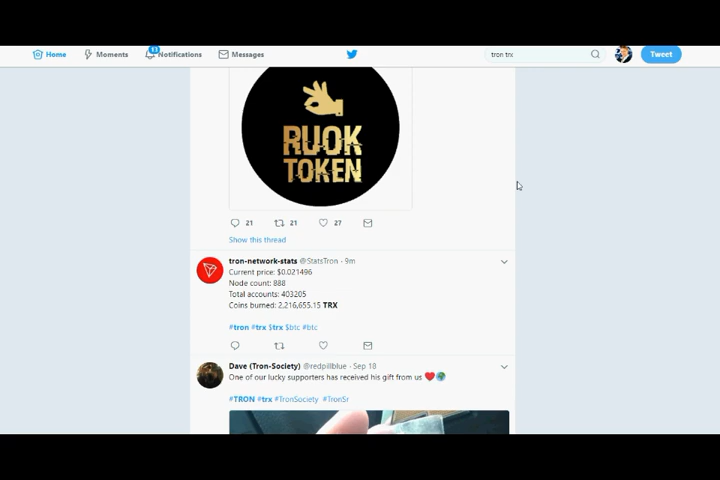 Home
Moments
13
Notifications
Messages
tron trx
Tweet
RUOK
TOKEN
21 21 27
Show this thread
tron-network-stats @StatsTron · 9m
Current price: $0.021496
Node count: 888
Total accounts: 403205
Coins burned: 2,216,655.15 TRX
#tron #trx $trx $btc #btc
Dave (Tron-Society) @redpillblue · Sep 18
One of our lucky supporters has received his gift from us
#TRON #trx #TronSociety #TronSr